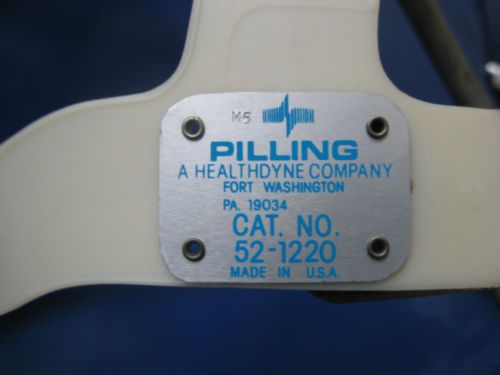 M5
PILLING
A HEALTHDYNE COMPANY
FORT WASHINGTON
PA. 19034
CAT. NO.
52-1220
MADE IN U.S.A.